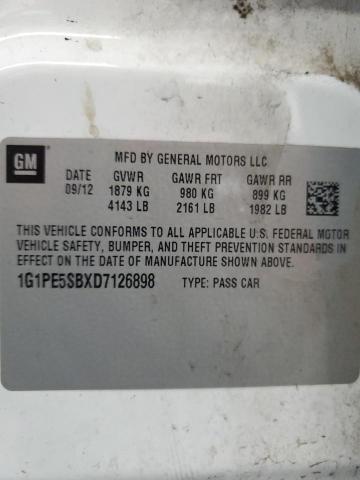 GM
MFD BY GENERAL MOTORS LLC
DATE GVWR GAWR FRT GAWR RR
09/12 1879 KG 980 KG 899 KG
4143 LB 2161 LB 1982 LB
THIS VEHICLE CONFORMS TO ALL APPLICABLE U.S. FEDERAL MOTOR
VEHICLE SAFETY, BUMPER, AND THEFT PREVENTION STANDARDS
IN EFFECT ON THE DATE OF MANUFACTURE SHOWN ABOVE.
1G1PE5SBXD7126898 TYPE: PASS CAR